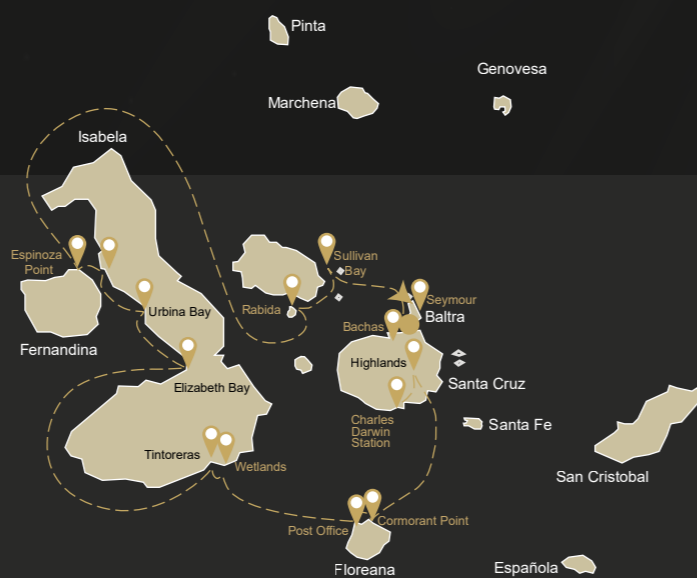 Pinta
Genovesa
Marchena
Isabela
Espinoza
Point
Sullivan
Bay
Seymour
Rabida
Urbina Bay
Baltra
Bachas
Fernandina
Highlands
Elizabeth Bay
Santa Cruz
Charles
Darwin
Station
Santa Fe
Tintoreras
Wetlands
San Cristobal
Cormorant Point
Post Office
Floreana
Española